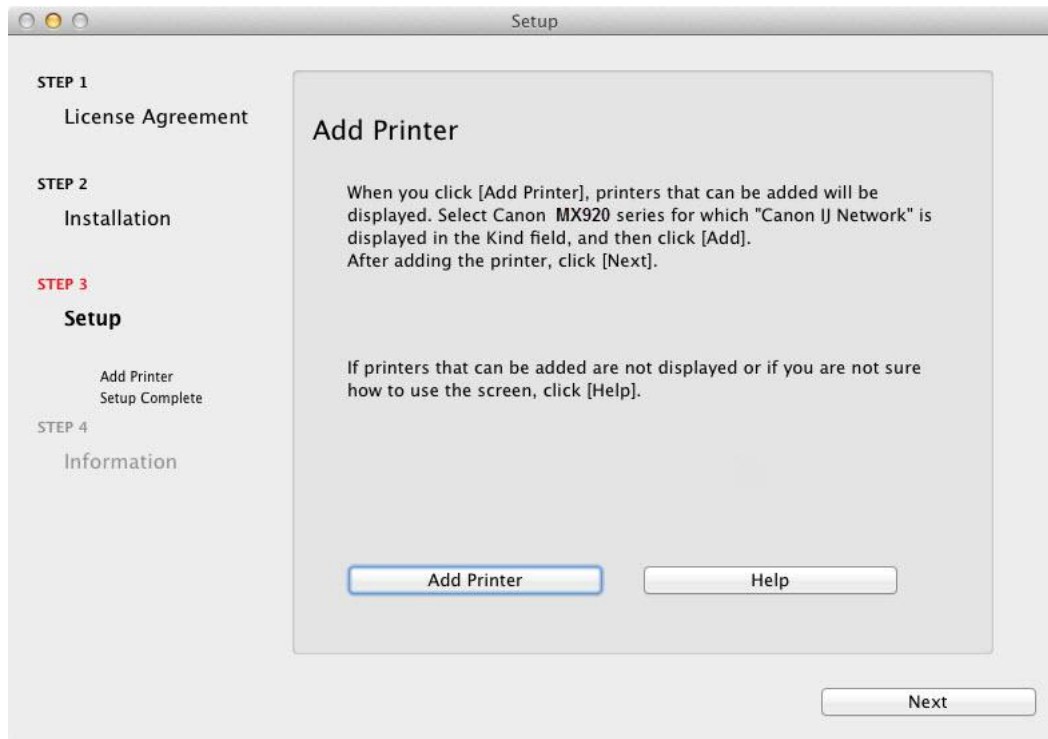 Setup
STEP 1
License Agreement
STEP 2
Installation
STEP 3
Setup
Add Printer
Setup Complete
STEP 4
Information
Add Printer
When you click [Add Printer], printers that can be added will be
displayed. Select Canon MX920 series for which "Canon IJ Network" is
displayed in the Kind field, and then click [Add].
After adding the printer, click [Next].
If printers that can be added are not displayed or if you are not sure
how to use the screen, click [Help].
Add Printer
Help
Next